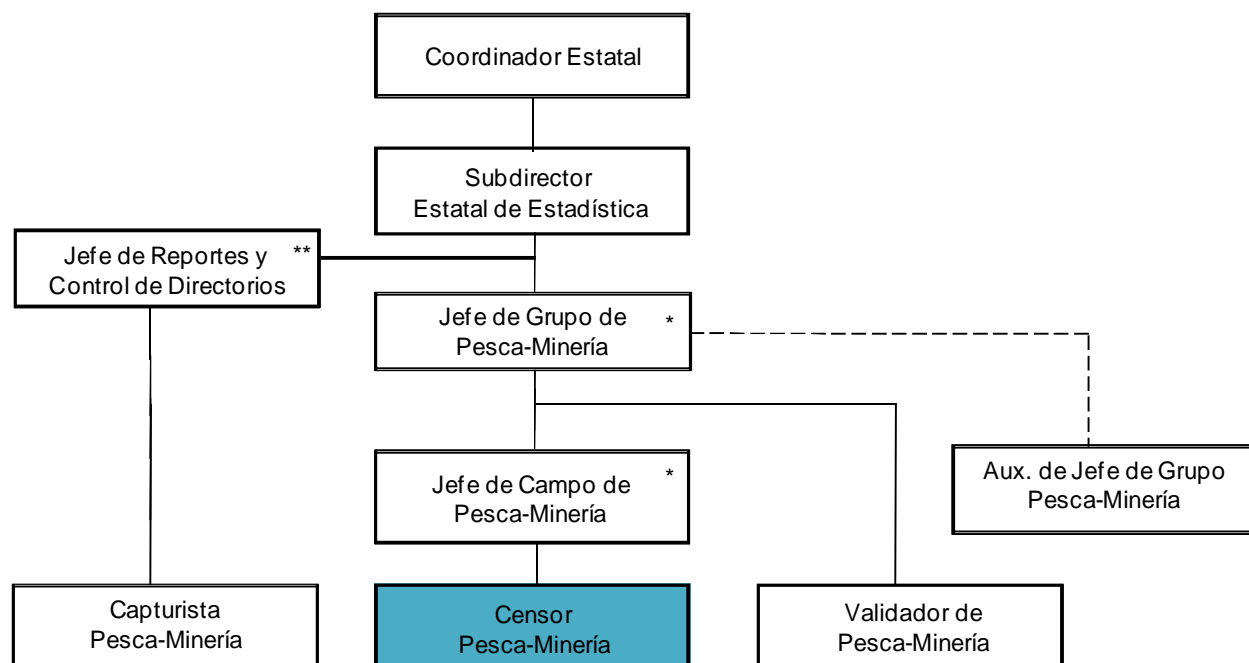 Coordinador Estatal
Subdirector
Estatal de Estadística
Jefe de Reportes y **
Control de Directorios
Jefe de Grupo de *
Pesca-Minería
Jefe de Campo de *
Pesca-Minería
Aux. de Jefe de Grupo
Pesca-Minería
Capturista
Pesca-Minería
Censor
Pesca-Minería
Validador de
Pesca-Minería